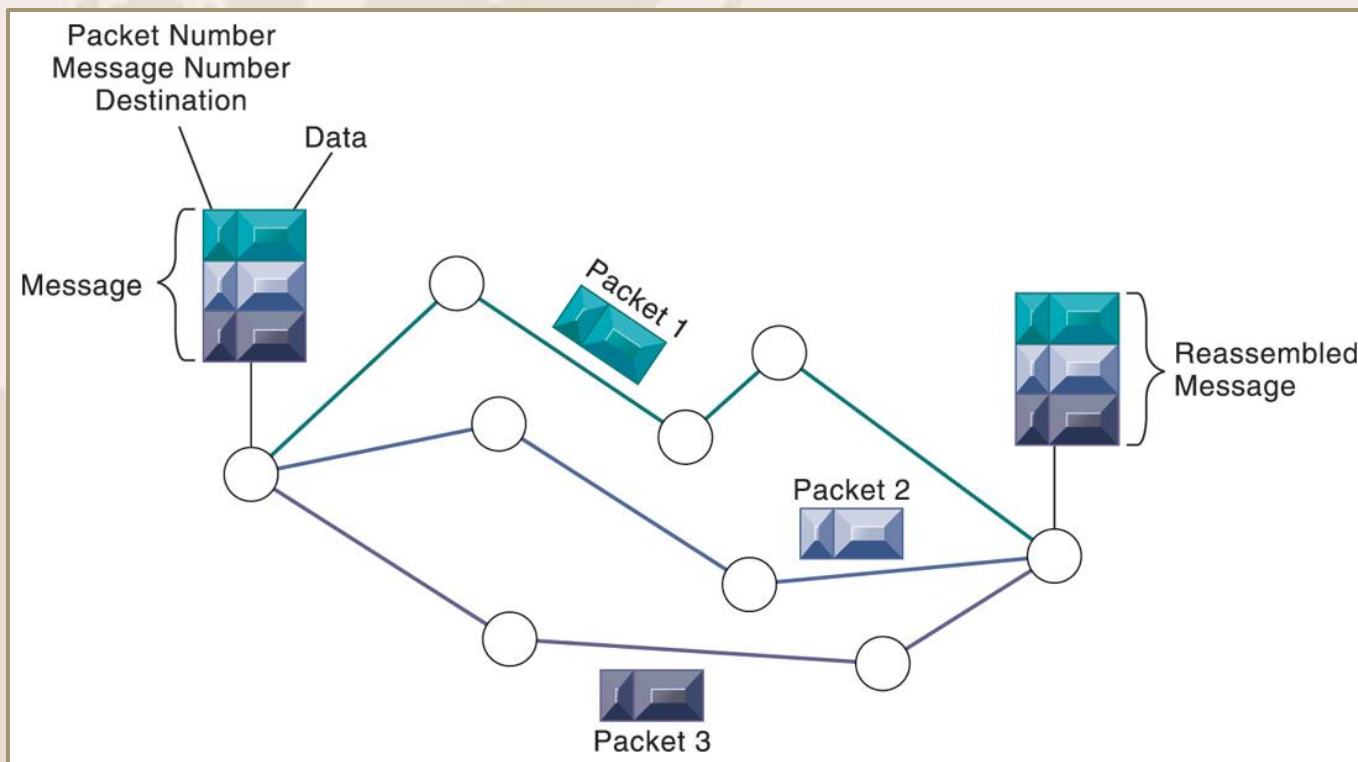 Packet Number
Message Number
Destination
Data
Message
Packet 1
Packet 2
Reassembled
Message
Packet 3